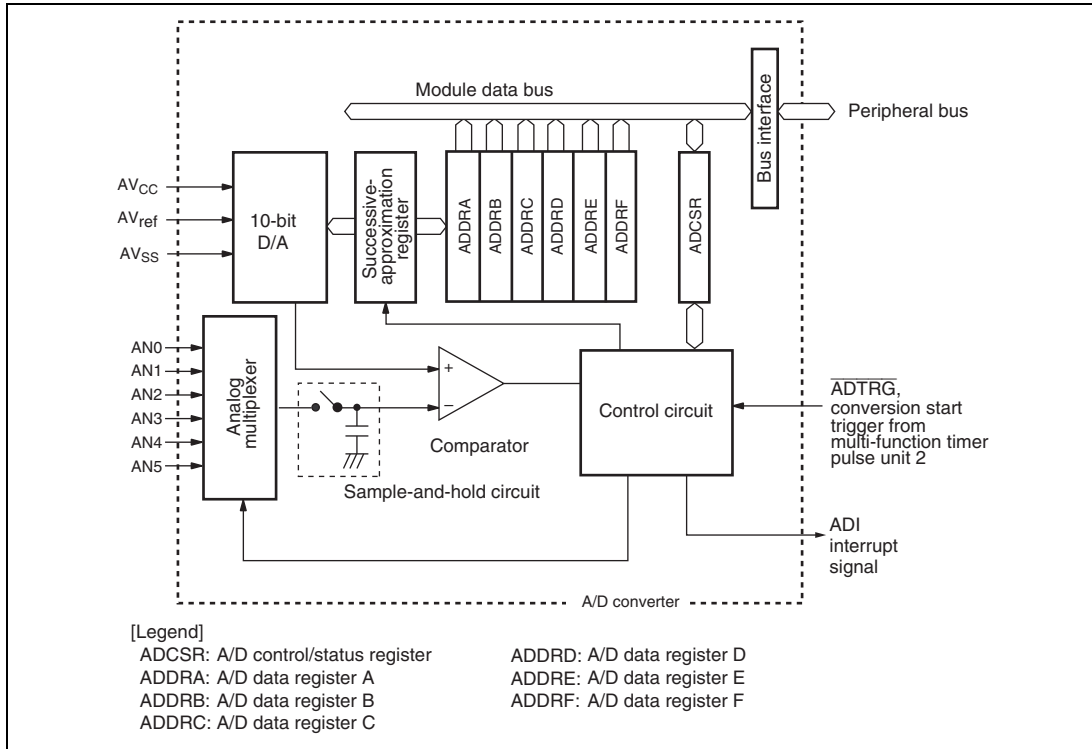 Module data bus
Bus interface
Peripheral bus
AVCC
AVref
AVSS
10-bit
D/A
Successive-
approximation
register
ADDRA
ADDRB
ADDRC
ADDRD
ADDRE
ADDRF
ADCSR
AN0
AN1
AN2
AN3
AN4
AN5
Analog
multiplexer
+
−
Comparator
Sample-and-hold circuit
Control circuit
ADTRG,
conversion start
trigger from
multi-function timer
pulse unit 2
ADI
interrupt
signal
A/D converter
[Legend]
ADCSR: A/D control/status register
ADDRA: A/D data register A
ADDRB: A/D data register B
ADDRC: A/D data register C
ADDRD: A/D data register D
ADDRE: A/D data register E
ADDRF: A/D data register F